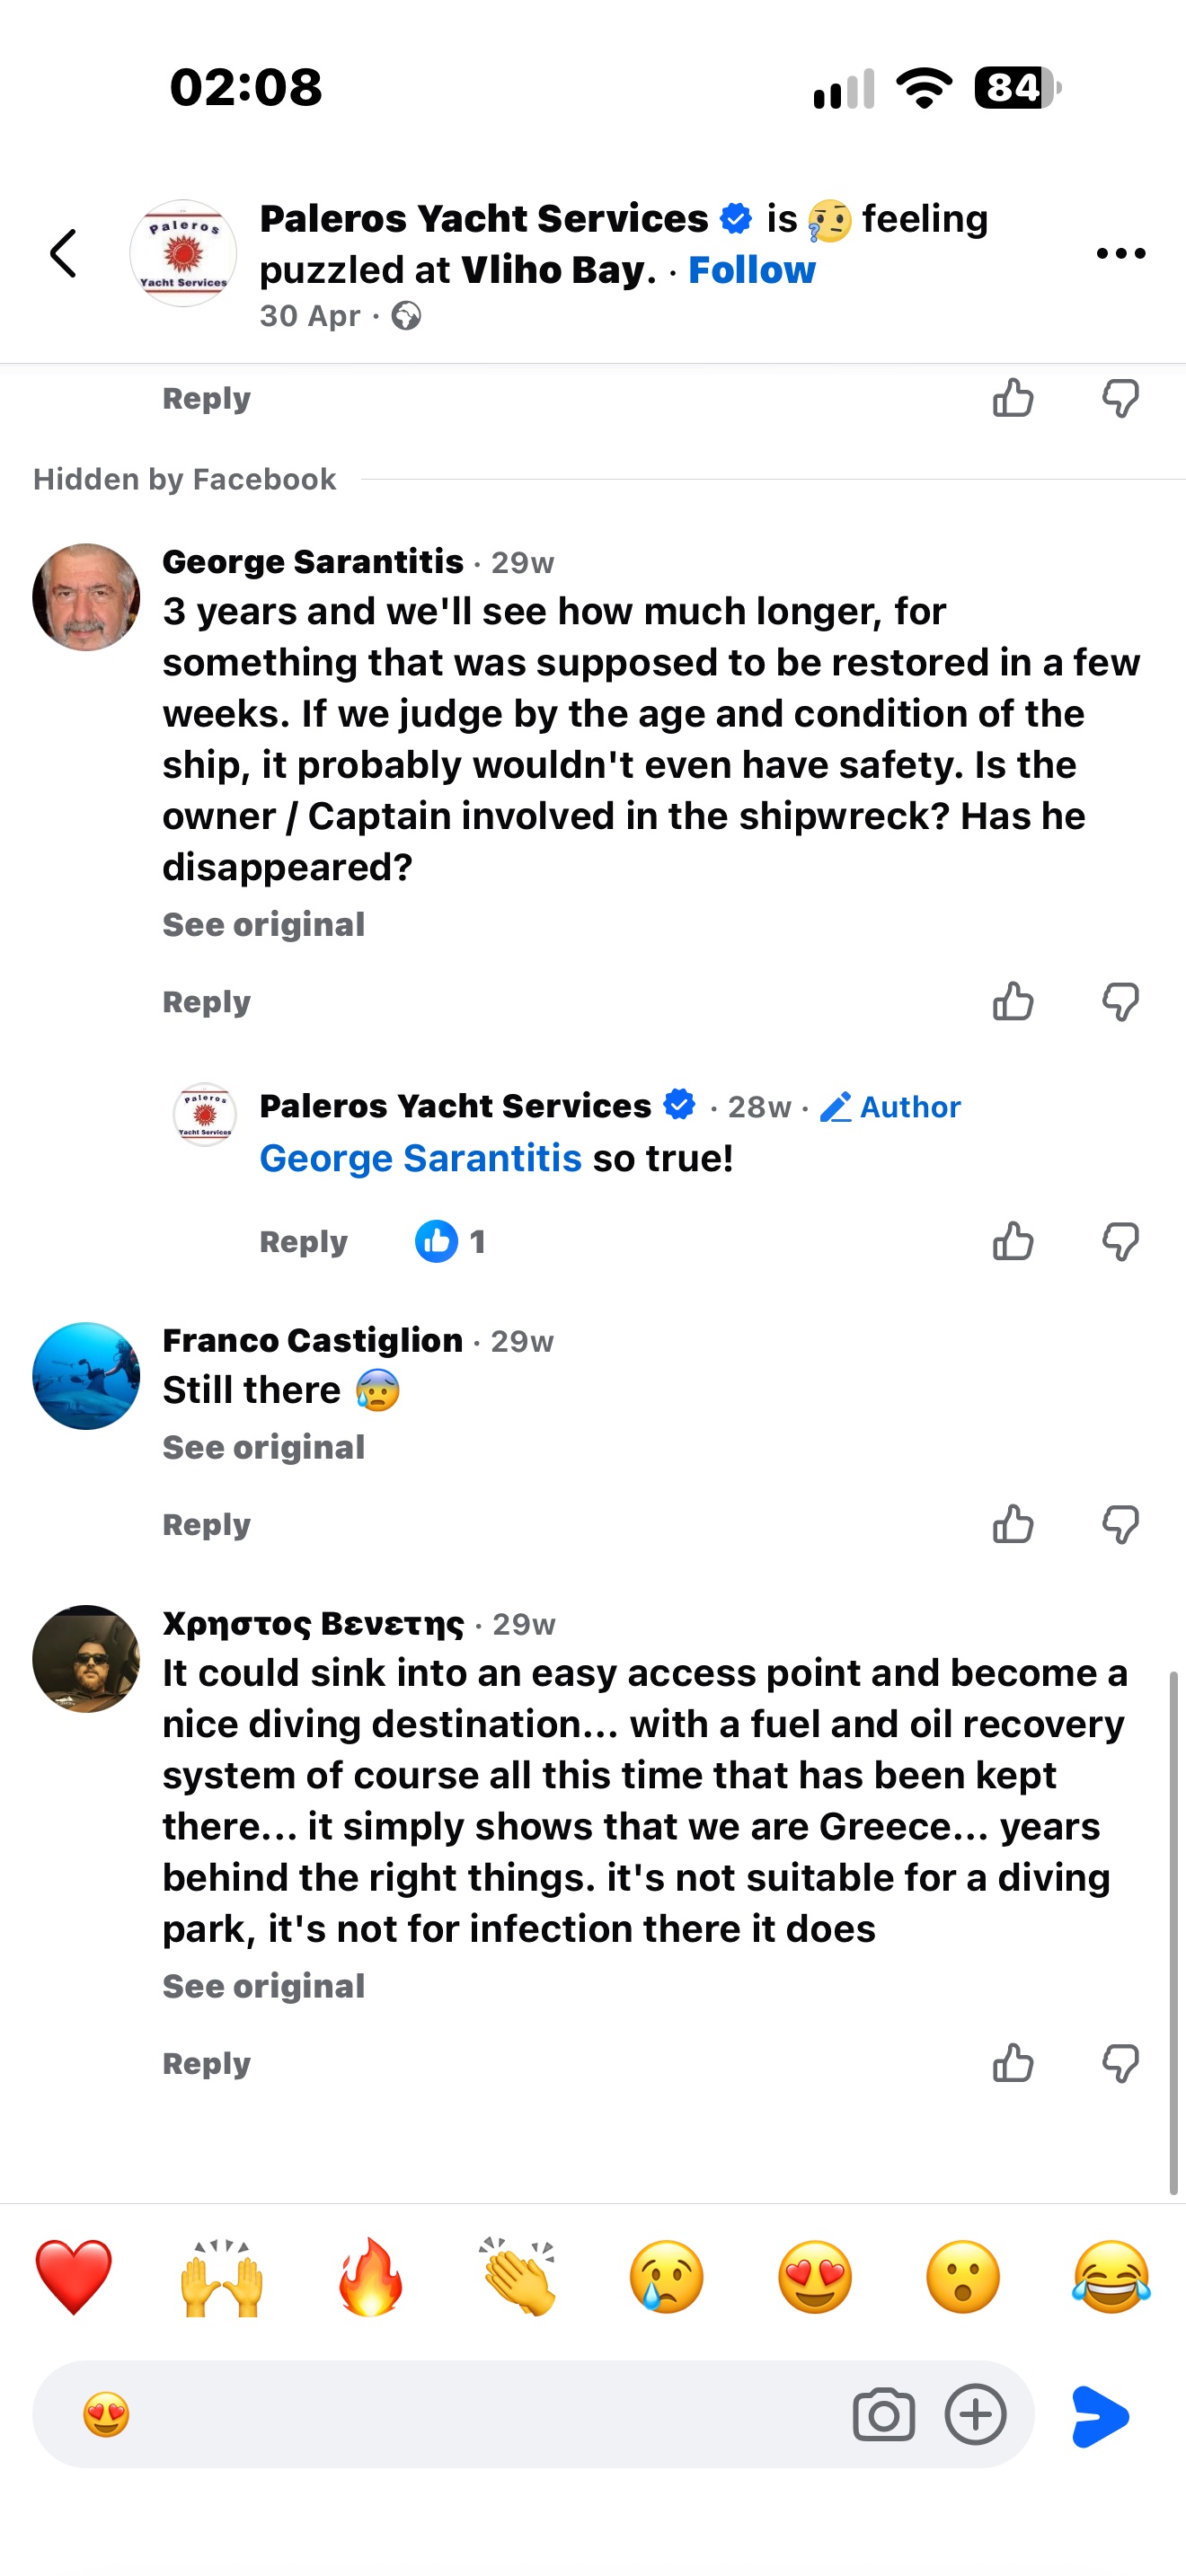 02:08
84
Paleros
Yacht Services
Paleros Yacht Services is 😥 feeling
puzzled at Vliho Bay. · Follow
30 Apr ·
Reply
Hidden by Facebook
George Sarantitis · 29w
3 years and we'll see how much longer, for
something that was supposed to be restored in a few
weeks. If we judge by the age and condition of the
ship, it probably wouldn't even have safety. Is the
owner / Captain involved in the shipwreck? Has he
disappeared?
See original
Reply
Paleros
Yacht Services
Paleros Yacht Services · 28w · Author
George Sarantitis so true!
Reply 1
Franco Castiglion · 29w
Still there 😰
See original
Reply
Χρηστος Βενετης · 29w
It could sink into an easy access point and become a
nice diving destination... with a fuel and oil recovery
system of course all this time that has been kept
there... it simply shows that we are Greece... years
behind the right things. it's not suitable for a diving
park, it's not for infection there it does
See original
Reply